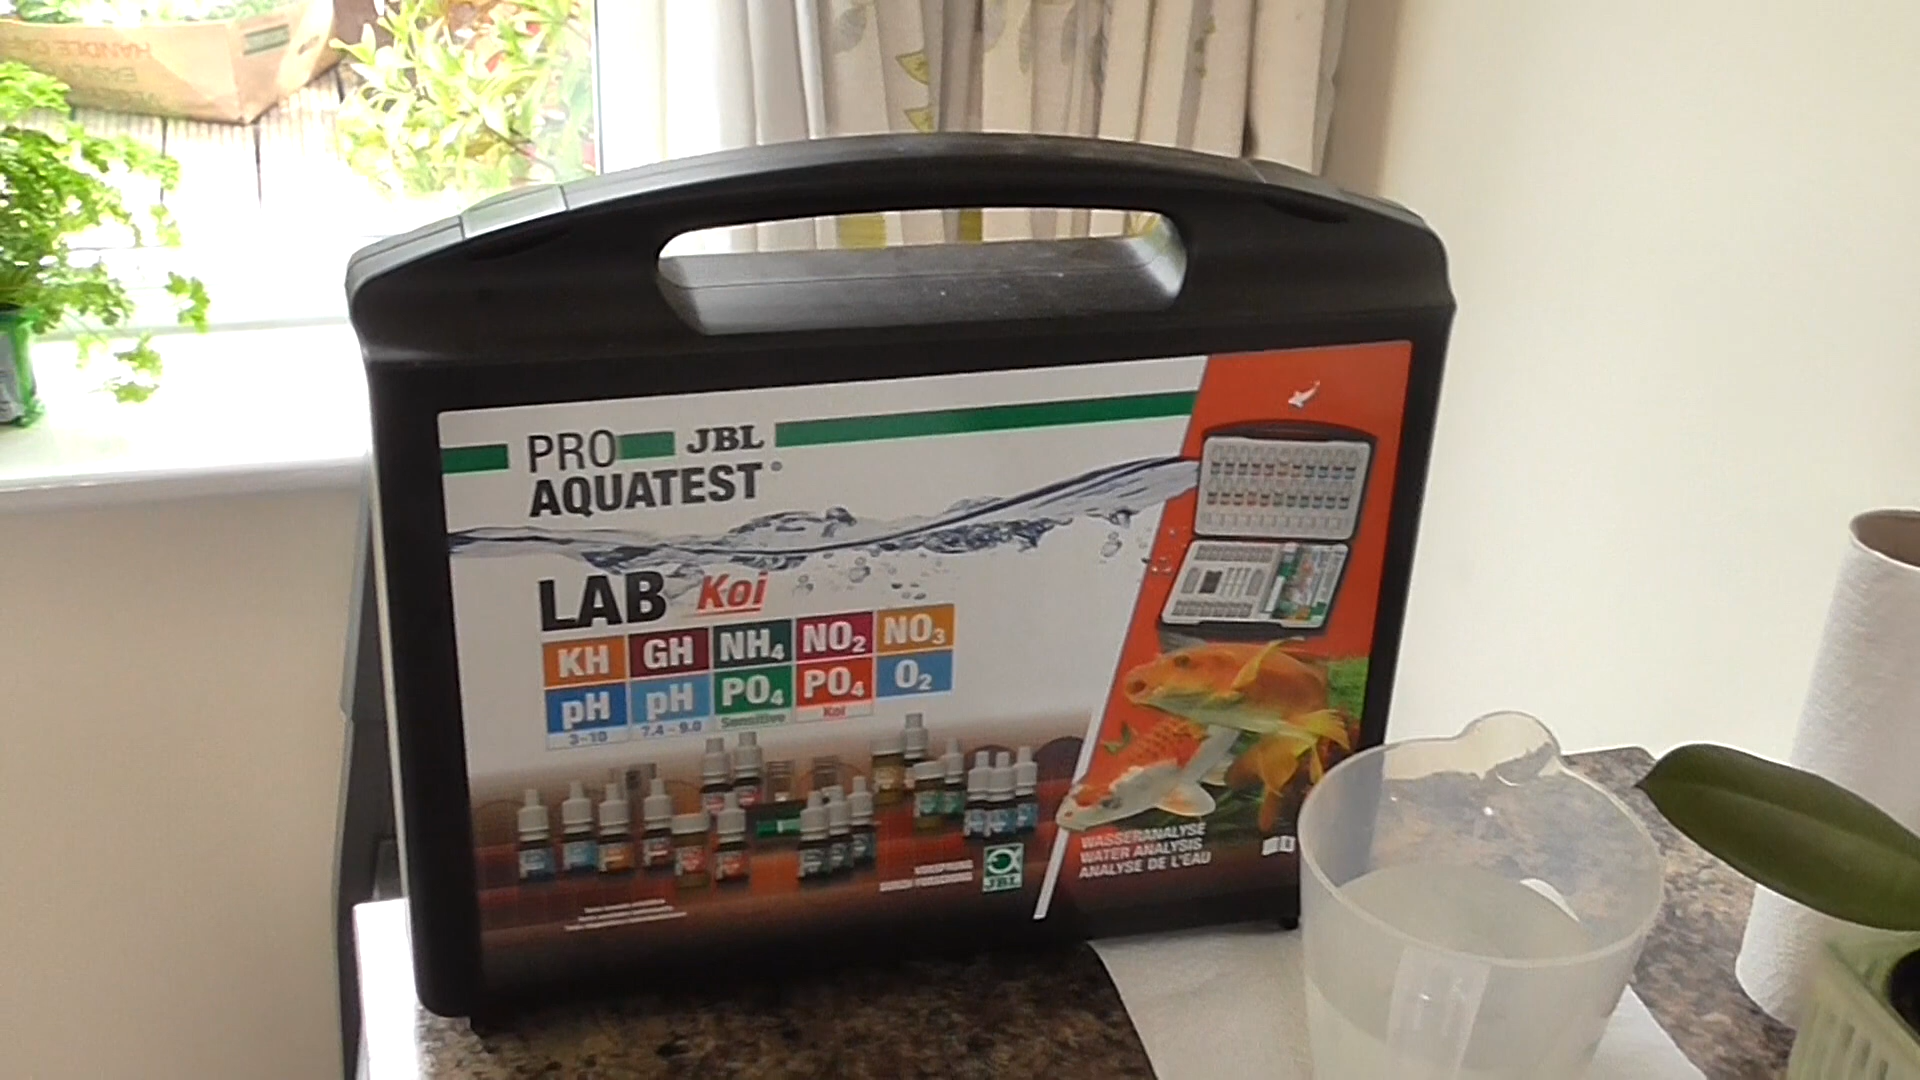 PRO JBL
AQUATEST®
LAB Koi
KH GH NH₄ NO₂ NO₃
pH pH PO₄ PO₄ O₂
3-10 7.4 - 9.0 Sensitive Koi
JBL
WASSERANALYSE
WATER ANALYSIS
ANALYSE DE L'EAU